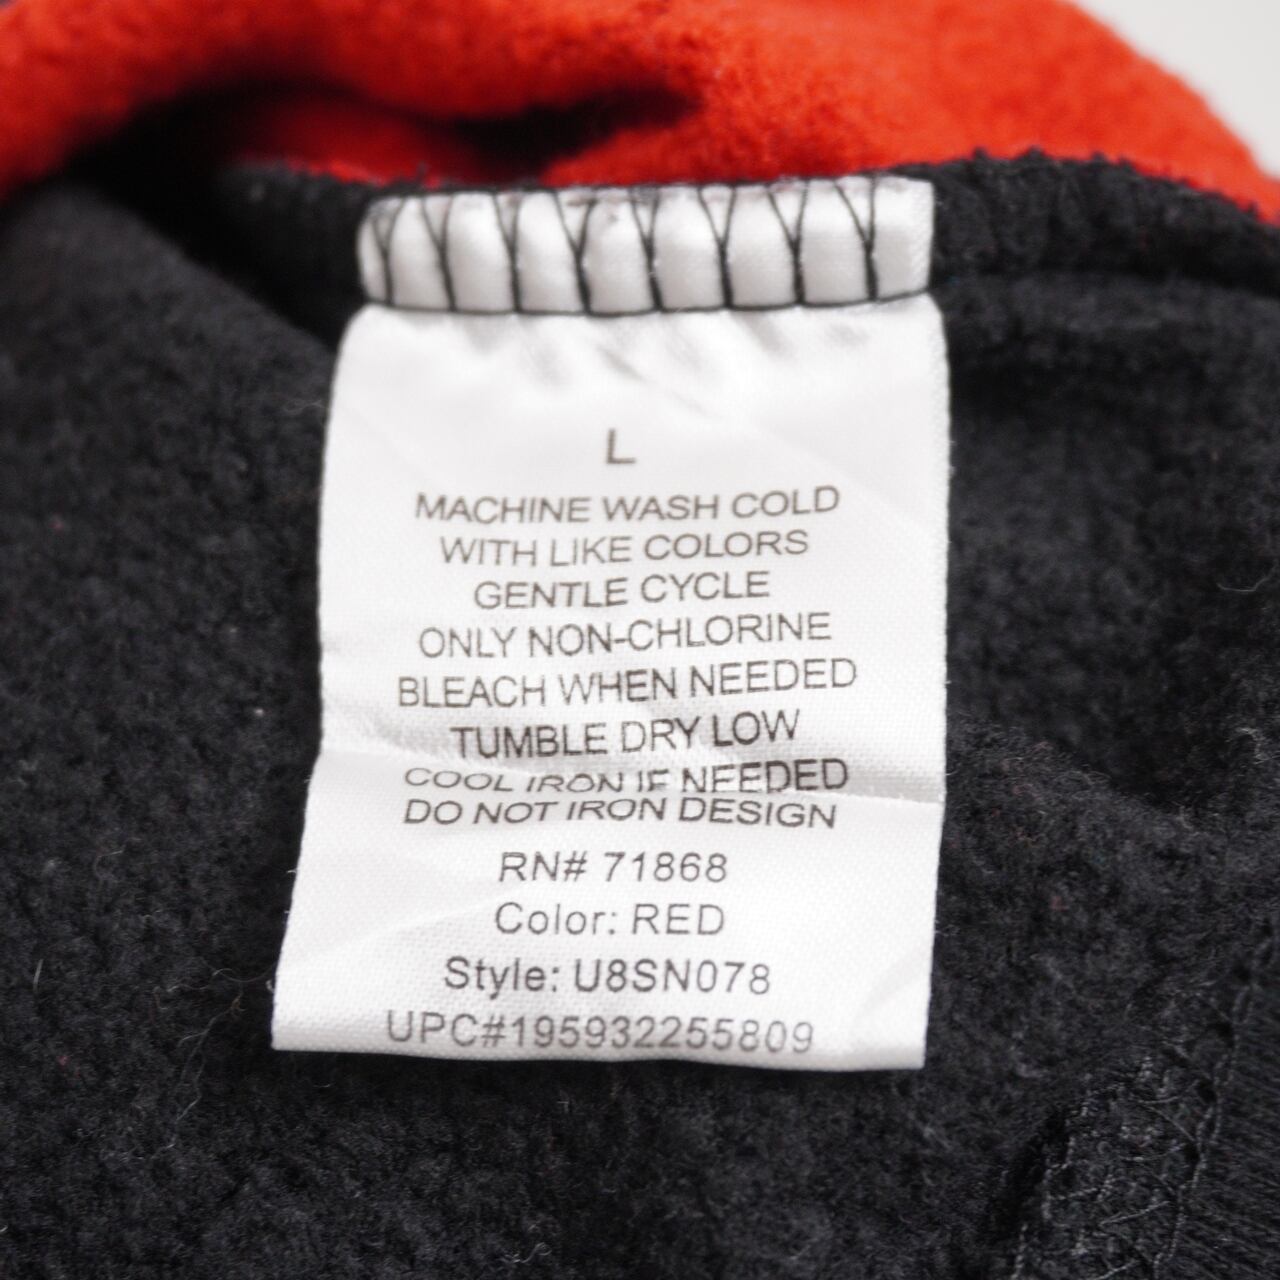 L
MACHINE WASH COLD
WITH LIKE COLORS
GENTLE CYCLE
ONLY NON-CHLORINE
BLEACH WHEN NEEDED
TUMBLE DRY LOW
COOL IRON IF NEEDED
DO NOT IRON DESIGN
RN# 71868
Color: RED
Style: U8SN078
UPC#195932255809